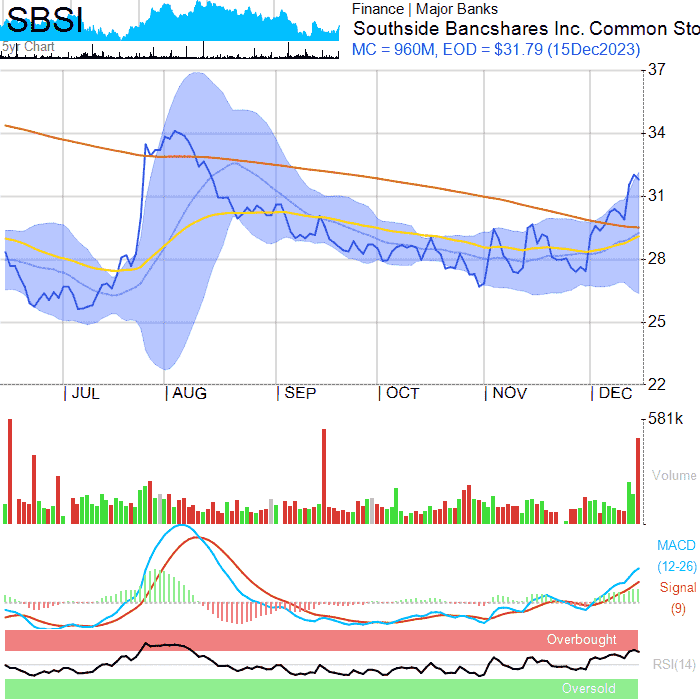 SBSI
5yr Chart
Finance | Major Banks
Southside Bancshares Inc. Common Sto
MC = 960M, EOD = $31.79 (15Dec2023)
37
34
31
28
25
22
| JUL | AUG | SEP | OCT | NOV | DEC
581k
Volume
MACD
(12-26)
Signal
(9)
Overbought
RSI(14)
Oversold